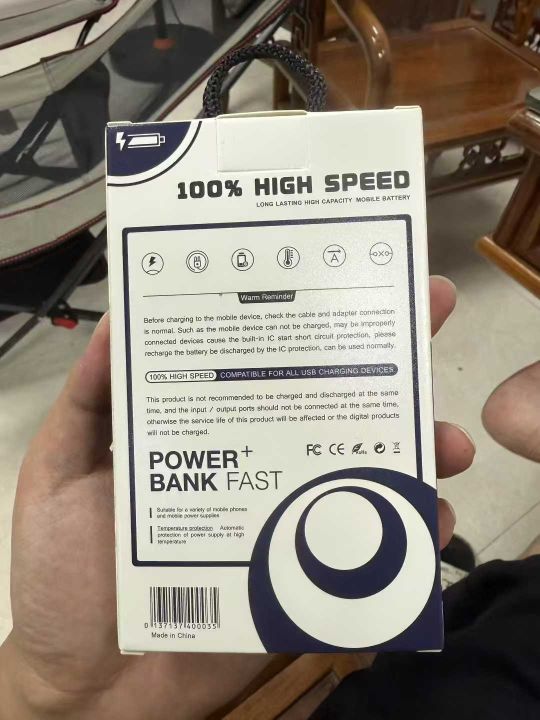 100% HIGH SPEED
LONG LASTING HIGH CAPACITY MOBILE BATTERY
A
Warm Reminder
Before charging to the mobile device, check the cable and adapter connection
is normal. Such as the mobile device can not be charged, may be improperly
connected devices cause the built-in IC start short circuit protection, please
recharge the battery be discharged by the IC protection, can be used normally.
100% HIGH SPEED COMPATIBLE FOR ALL USB CHARGING DEVICES
This product is not recommended to be charged and discharged at the same
time, and the input / output ports should not be connected at the same time,
otherwise the service life of this product will be affected or the digital products
will not be charged.
POWER+
BANK FAST
FC CE RoHS
Suitable for a variety of mobile phones
and mobile power supplies
Temperature protection Automatic
protection of power supply at high
temperature
0 137137 400035
Made in China